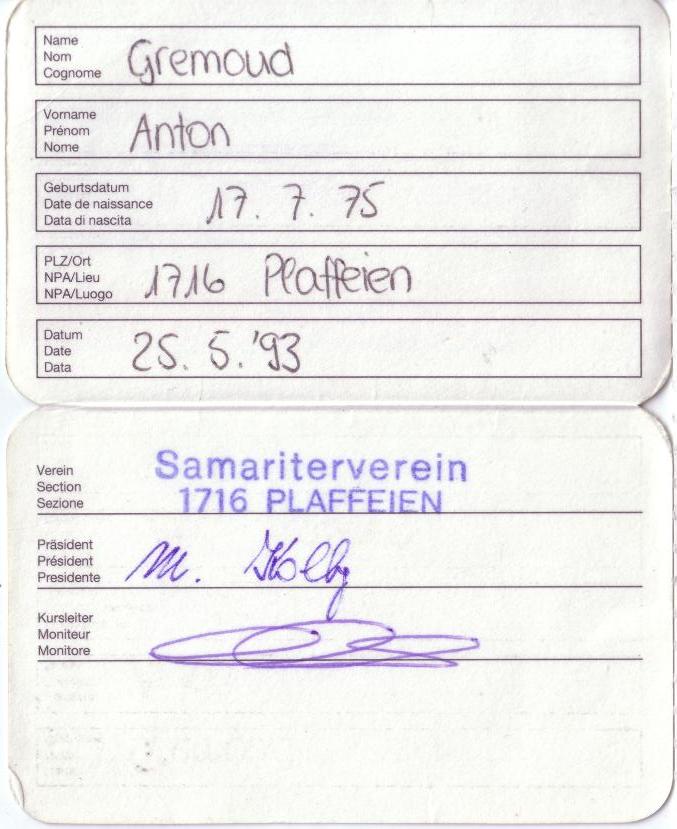 Name
Nom
Cognome
Gremoud
Vorname
Prénom
Nome
Anton
Geburtsdatum
Date de naissance
Data di nascita
17. 7. 75
PLZ/Ort
NPA/Lieu
NPA/Luogo
1716 Plaffeien
Datum
Date
Data
25. 5. '93
Verein
Section
Sezione
Samariterverein
1716 PLAFFEIEN
Präsident
Président
Presidente
M.
Kursleiter
Moniteur
Monitore